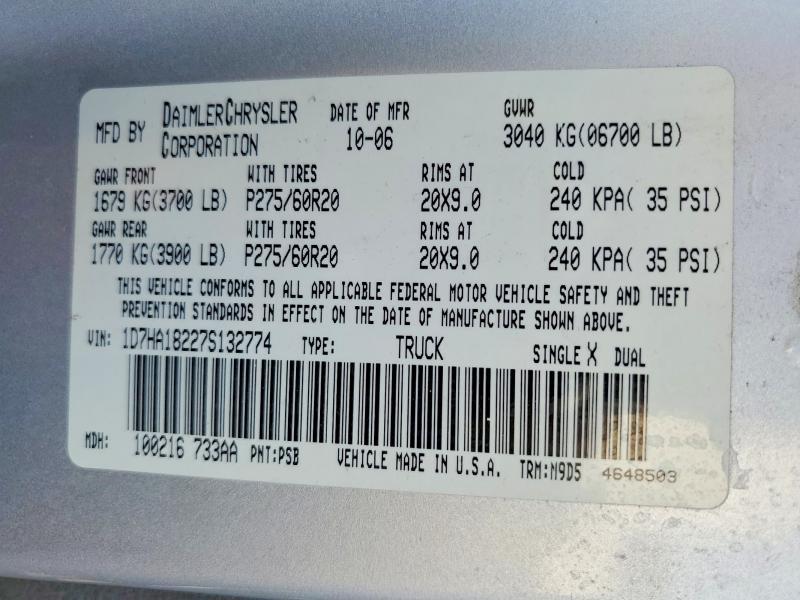 MFD BY DAIMLERCHRYSLER CORPORATION DATE OF MFR 10-06 GVWR 3040 KG(06700 LB)
GAWR FRONT WITH TIRES RIMS AT COLD
1679 KG(3700 LB) P275/60R20 20X9.0 240 KPA( 35 PSI)
GAWR REAR WITH TIRES RIMS AT COLD
1770 KG(3900 LB) P275/60R20 20X9.0 240 KPA( 35 PSI)
THIS VEHICLE CONFORMS TO ALL APPLICABLE FEDERAL MOTOR VEHICLE SAFETY AND THEFT
PREVENTION STANDARDS IN EFFECT ON THE DATE OF MANUFACTURE SHOWN ABOVE.
VIN: 1D7HA18227S132774 TYPE: TRUCK SINGLE X DUAL
MDH: 100216 733AA PNT:PSB VEHICLE MADE IN U.S.A. TRM:M9D5 4648503